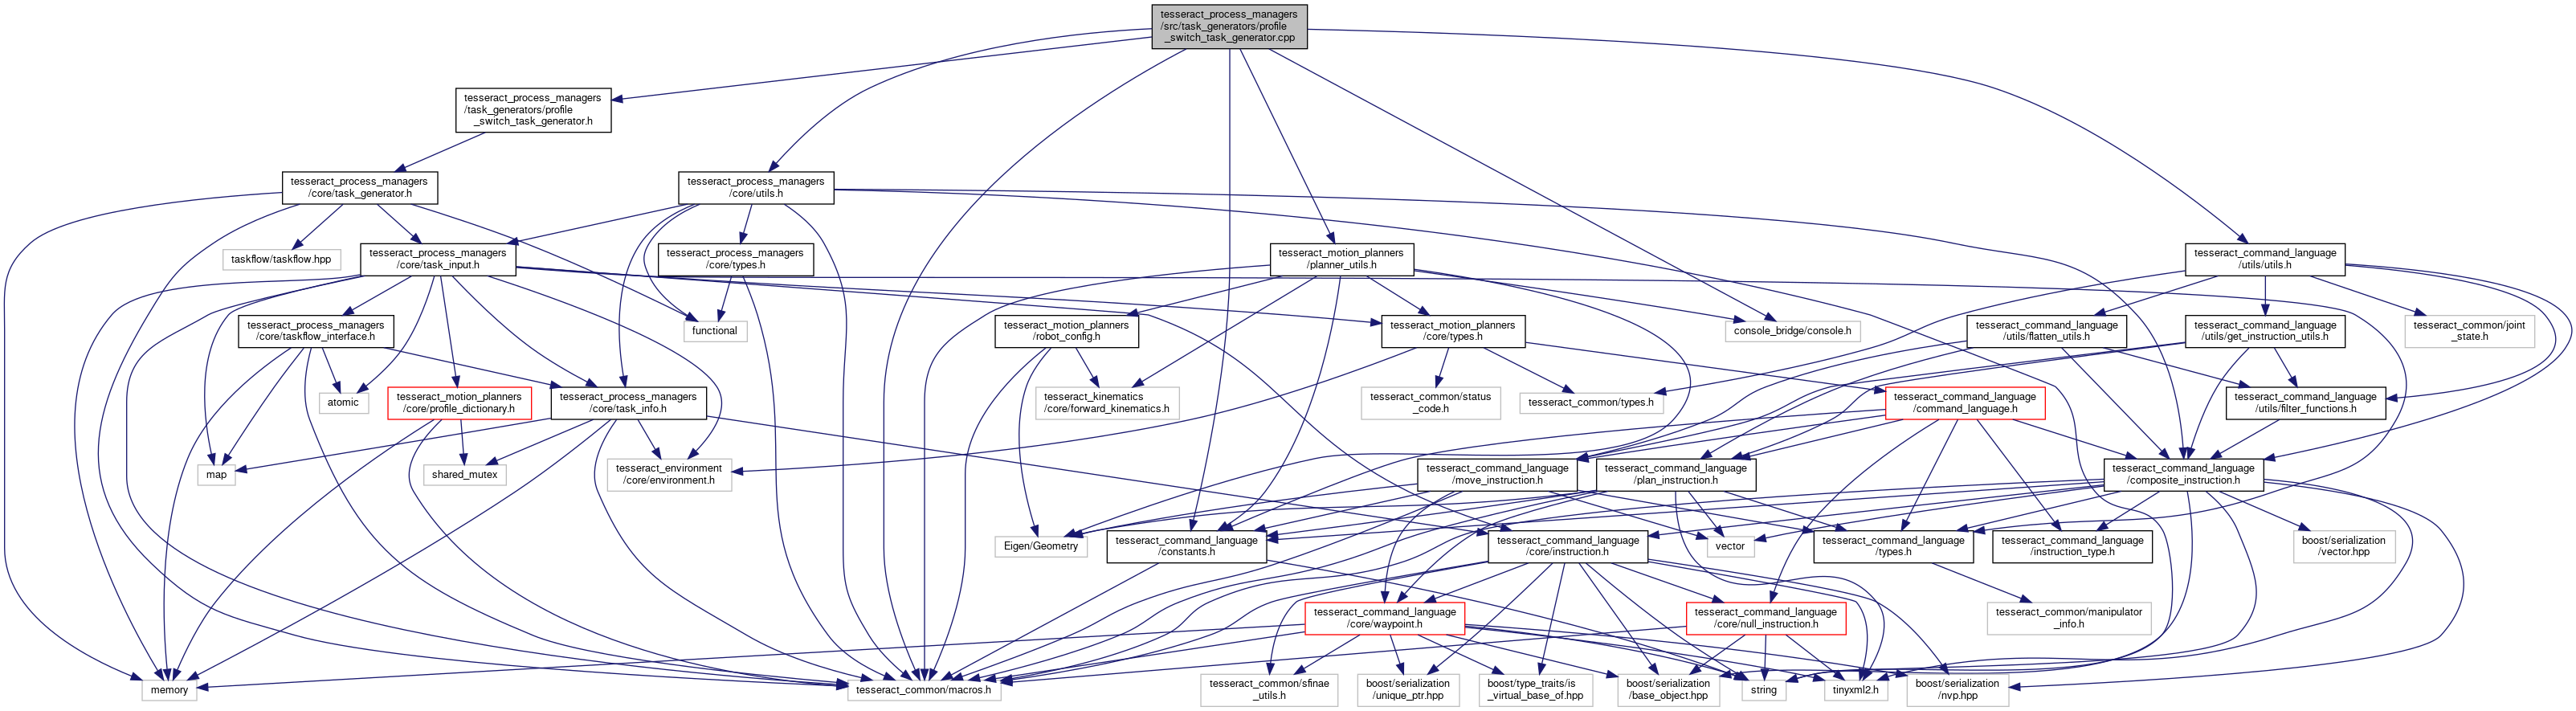 tesseract_process_managers
/src/task_generators/profile
_switch_task_generator.cpp
tesseract_process_managers
/task_generators/profile
_switch_task_generator.h
tesseract_process_managers
/core/task_generator.h
tesseract_process_managers
/core/utils.h
taskflow/taskflow.hpp
tesseract_process_managers
/core/task_input.h
tesseract_process_managers
/core/types.h
tesseract_motion_planners
/planner_utils.h
tesseract_command_language
/utils/utils.h
tesseract_process_managers
/core/taskflow_interface.h
functional
tesseract_motion_planners
/robot_config.h
tesseract_motion_planners
/core/types.h
console_bridge/console.h
tesseract_command_language
/utils/flatten_utils.h
tesseract_command_language
/utils/get_instruction_utils.h
tesseract_common/joint
_state.h
atomic
tesseract_motion_planners
/core/profile_dictionary.h
tesseract_process_managers
/core/task_info.h
tesseract_kinematics
/core/forward_kinematics.h
tesseract_common/status
_code.h
tesseract_common/types.h
tesseract_command_language
/command_language.h
tesseract_command_language
/utils/filter_functions.h
map
shared_mutex
tesseract_environment
/core/environment.h
tesseract_command_language
/move_instruction.h
tesseract_command_language
/plan_instruction.h
tesseract_command_language
/composite_instruction.h
Eigen/Geometry
tesseract_command_language
/constants.h
tesseract_command_language
/core/instruction.h
vector
tesseract_command_language
/types.h
tesseract_command_language
/instruction_type.h
boost/serialization
/vector.hpp
tesseract_command_language
/core/waypoint.h
tesseract_command_language
/core/null_instruction.h
tesseract_common/manipulator
_info.h
memory
tesseract_common/macros.h
tesseract_common/sfinae
_utils.h
boost/serialization
/unique_ptr.hpp
boost/type_traits/is
_virtual_base_of.hpp
boost/serialization
/base_object.hpp
string
tinyxml2.h
boost/serialization
/nvp.hpp